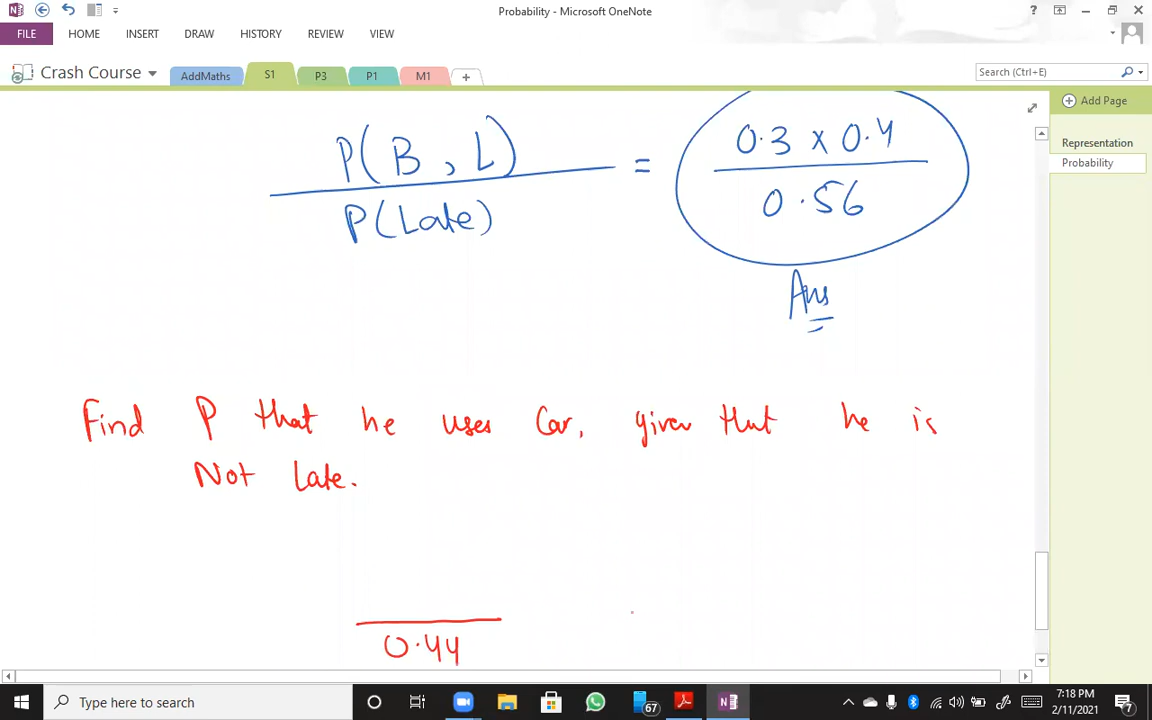 Probability - Microsoft OneNote
FILE HOME INSERT DRAW HISTORY REVIEW VIEW
Crash Course AddMaths S1 P3 P1 M1
Search (Ctrl+E)
Add Page
Representation
Probability
P(B, L)
P(Late)
=
0.3 x 0.4
0.56
Ans
Find P that he uses Car, given that he is
Not Late.
0.44
Type here to search
67
7:18 PM
2/11/2021
7